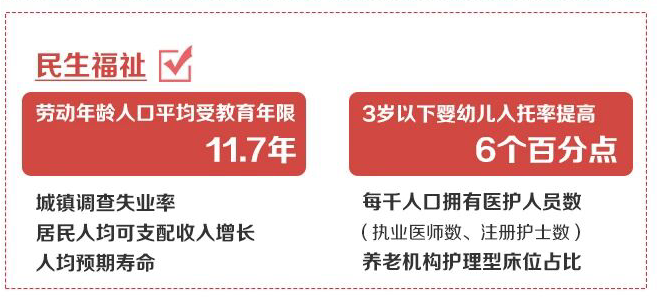 民生福祉
劳动年龄人口平均受教育年限
11.7年
城镇调查失业率
居民人均可支配收入增长
人均预期寿命
3岁以下婴幼儿入托率提高
6个百分点
每千人口拥有医护人员数
（执业医师数、注册护士数）
养老机构护理型床位占比